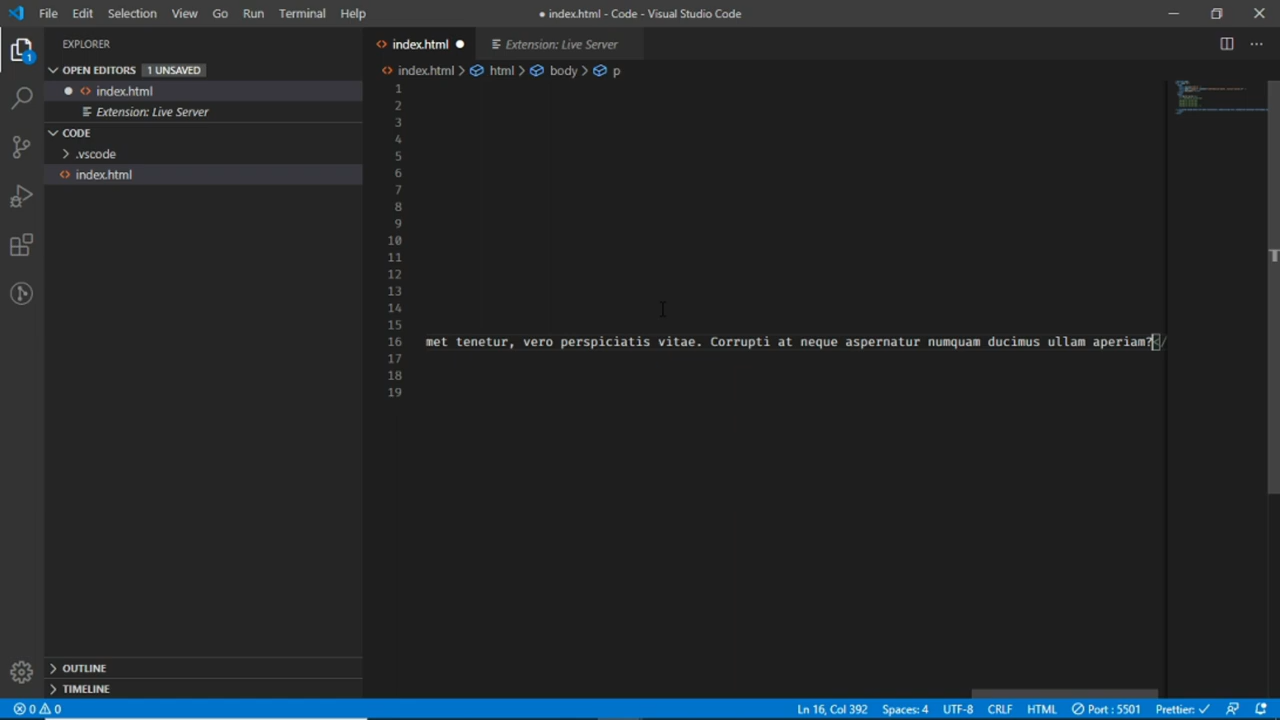 File Edit Selection View Go Run Terminal Help
● index.html - Code - Visual Studio Code
EXPLORER
OPEN EDITORS 1 UNSAVED
index.html
Extension: Live Server
CODE
.vscode
index.html
OUTLINE
TIMELINE
1
index.html
Extension: Live Server
index.html > html > body > p
1
2
3
4
5
6
7
8
9
10
11
12
13
14
15
16 met tenetur, vero perspiciatis vitae. Corrupti at neque aspernatur numquam ducimus ullam aperiam?</
17
18
19
0 0
Ln 16, Col 392 Spaces: 4 UTF-8 CRLF HTML Port : 5501 Prettier: ✓